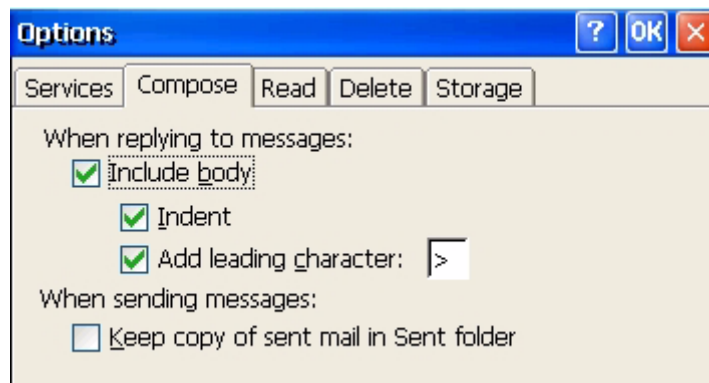 Options ? OK ×
Services Compose Read Delete Storage
When replying to messages:
Include body
Indent
Add leading character: >
When sending messages:
Keep copy of sent mail in Sent folder